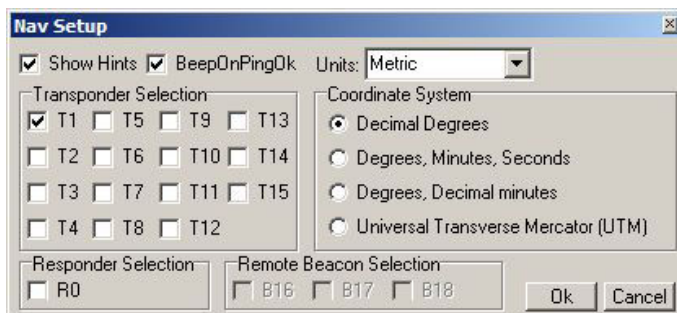 Nav Setup
Show Hints BeepOnPingOk Units: Metric
Transponder Selection Coordinate System
T1 T5 T9 T13 Decimal Degrees
T2 T6 T10 T14 Degrees, Minutes, Seconds
T3 T7 T11 T15 Degrees, Decimal minutes
T4 T8 T12 Universal Transverse Mercator (UTM)
Responder Selection Remote Beacon Selection
R0 B16 B17 B18 Ok Cancel